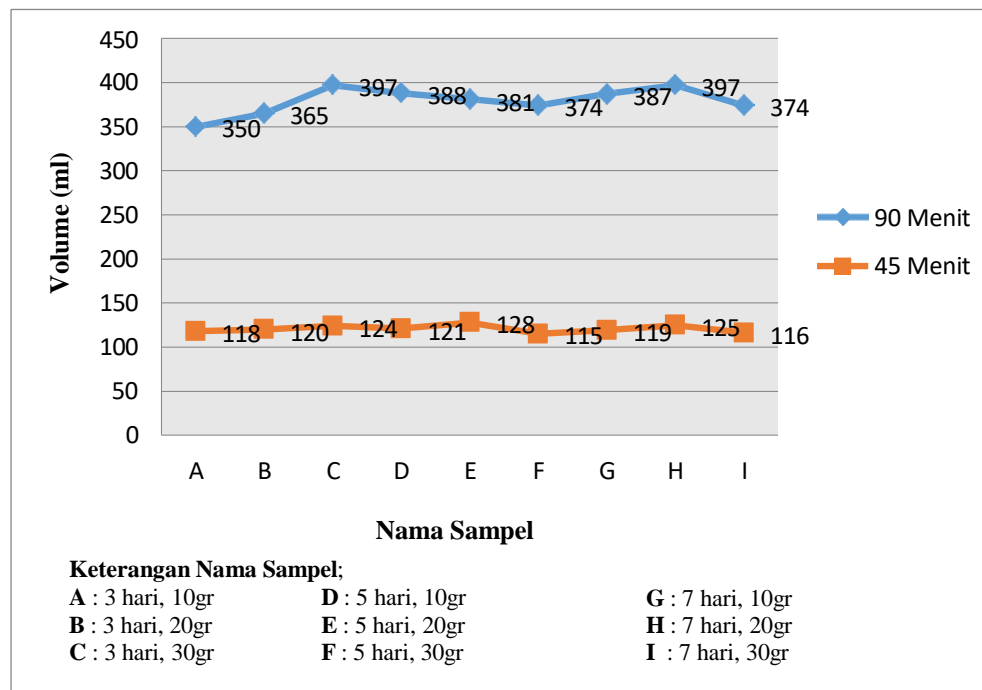 450
400
350
300
250
200
150
100
50
0
Volume (ml)
350 365 397 388 381 374 387 397 374
118 120 124 121 128 115 119 125 116
90 Menit
45 Menit
A B C D E F G H I
Nama Sampel
Keterangan Nama Sampel;
A : 3 hari, 10gr D : 5 hari, 10gr G : 7 hari, 10gr
B : 3 hari, 20gr E : 5 hari, 20gr H : 7 hari, 20gr
C : 3 hari, 30gr F : 5 hari, 30gr I : 7 hari, 30gr